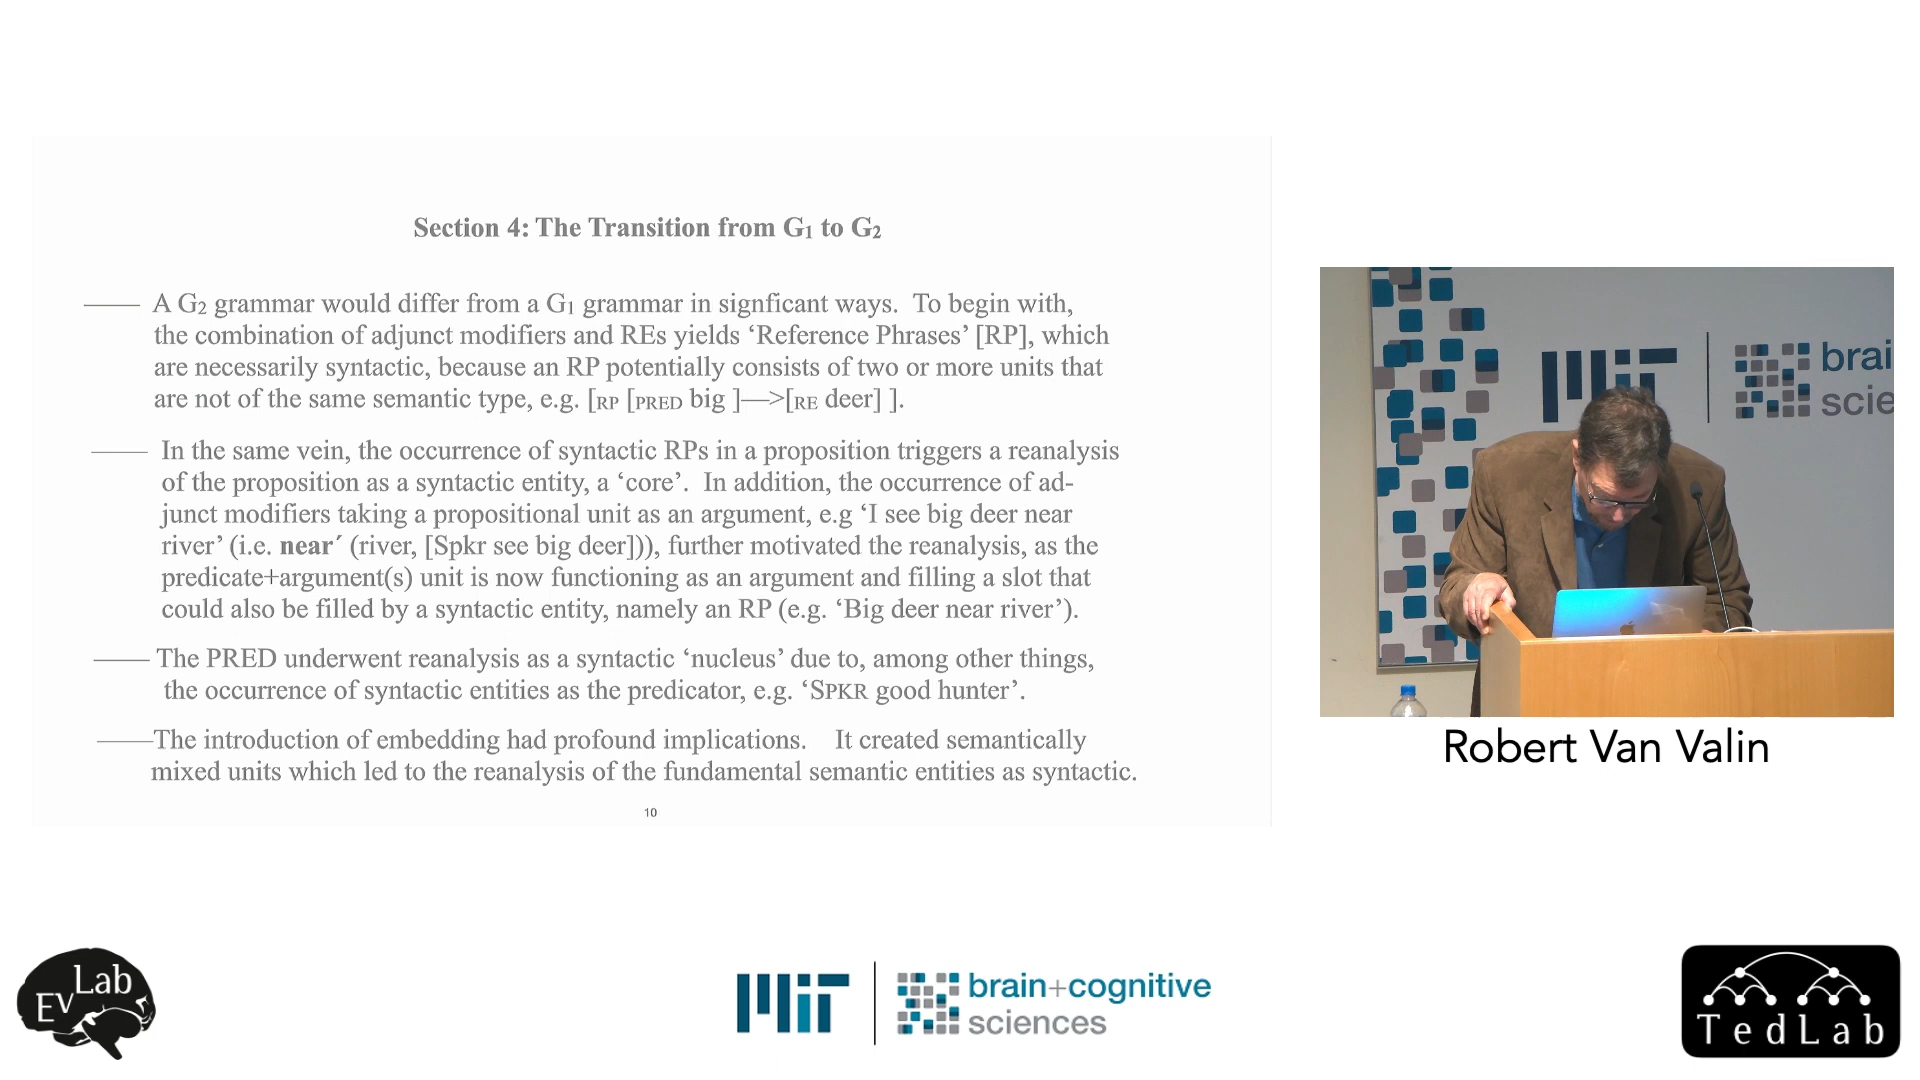 Section 4: The Transition from G₁ to G₂
A G₂ grammar would differ from a G₁ grammar in signficant ways. To begin with,
the combination of adjunct modifiers and REs yields ‘Reference Phrases’ [RP], which
are necessarily syntactic, because an RP potentially consists of two or more units that
are not of the same semantic type, e.g. [RP [PRED big ]—>[RE deer] ].
In the same vein, the occurrence of syntactic RPs in a proposition triggers a reanalysis
of the proposition as a syntactic entity, a ‘core’. In addition, the occurrence of ad-
junct modifiers taking a propositional unit as an argument, e.g ‘I see big deer near
river’ (i.e. near´ (river, [Spkr see big deer])), further motivated the reanalysis, as the
predicate+argument(s) unit is now functioning as an argument and filling a slot that
could also be filled by a syntactic entity, namely an RP (e.g. ‘Big deer near river’).
The PRED underwent reanalysis as a syntactic ‘nucleus’ due to, among other things,
the occurrence of syntactic entities as the predicator, e.g. ‘SPKR good hunter’.
The introduction of embedding had profound implications. It created semantically
mixed units which led to the reanalysis of the fundamental semantic entities as syntactic.
10
MIT
brai
scie
Robert Van Valin
EV Lab
MIT
brain+cognitive
sciences
TedLab